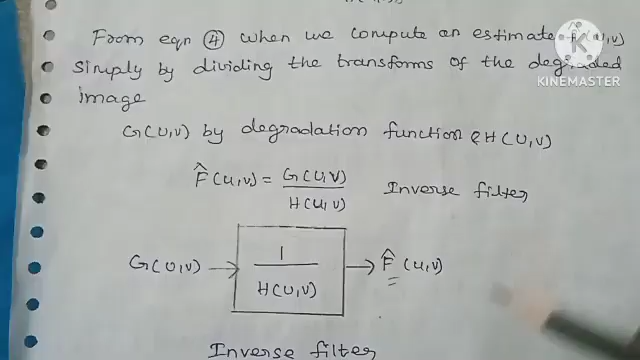 From eqn ④ when we compute an estimate F(U,V)
simply by dividing the transforms of the degraded
KINEMASTER
image
G(U,V) by degradation function H(U,V)
F̂(U,V) = G(U,V) / H(U,V) Inverse filter
G(U,V) → 1 / H(U,V) → F̂(U,V)
Inverse filter